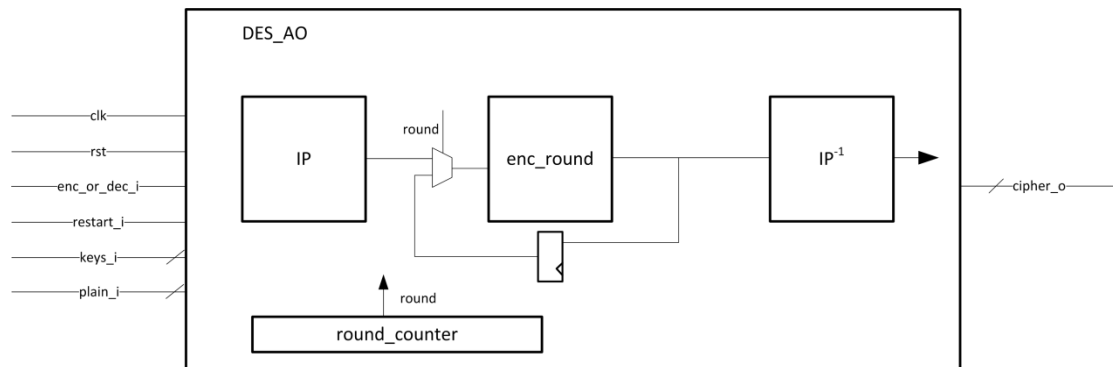 DES_AO
clk
rst
enc_or_dec_i
restart_i
keys_i
plain_i
IP
round
enc_round
IP⁻¹
cipher_o
round
round_counter